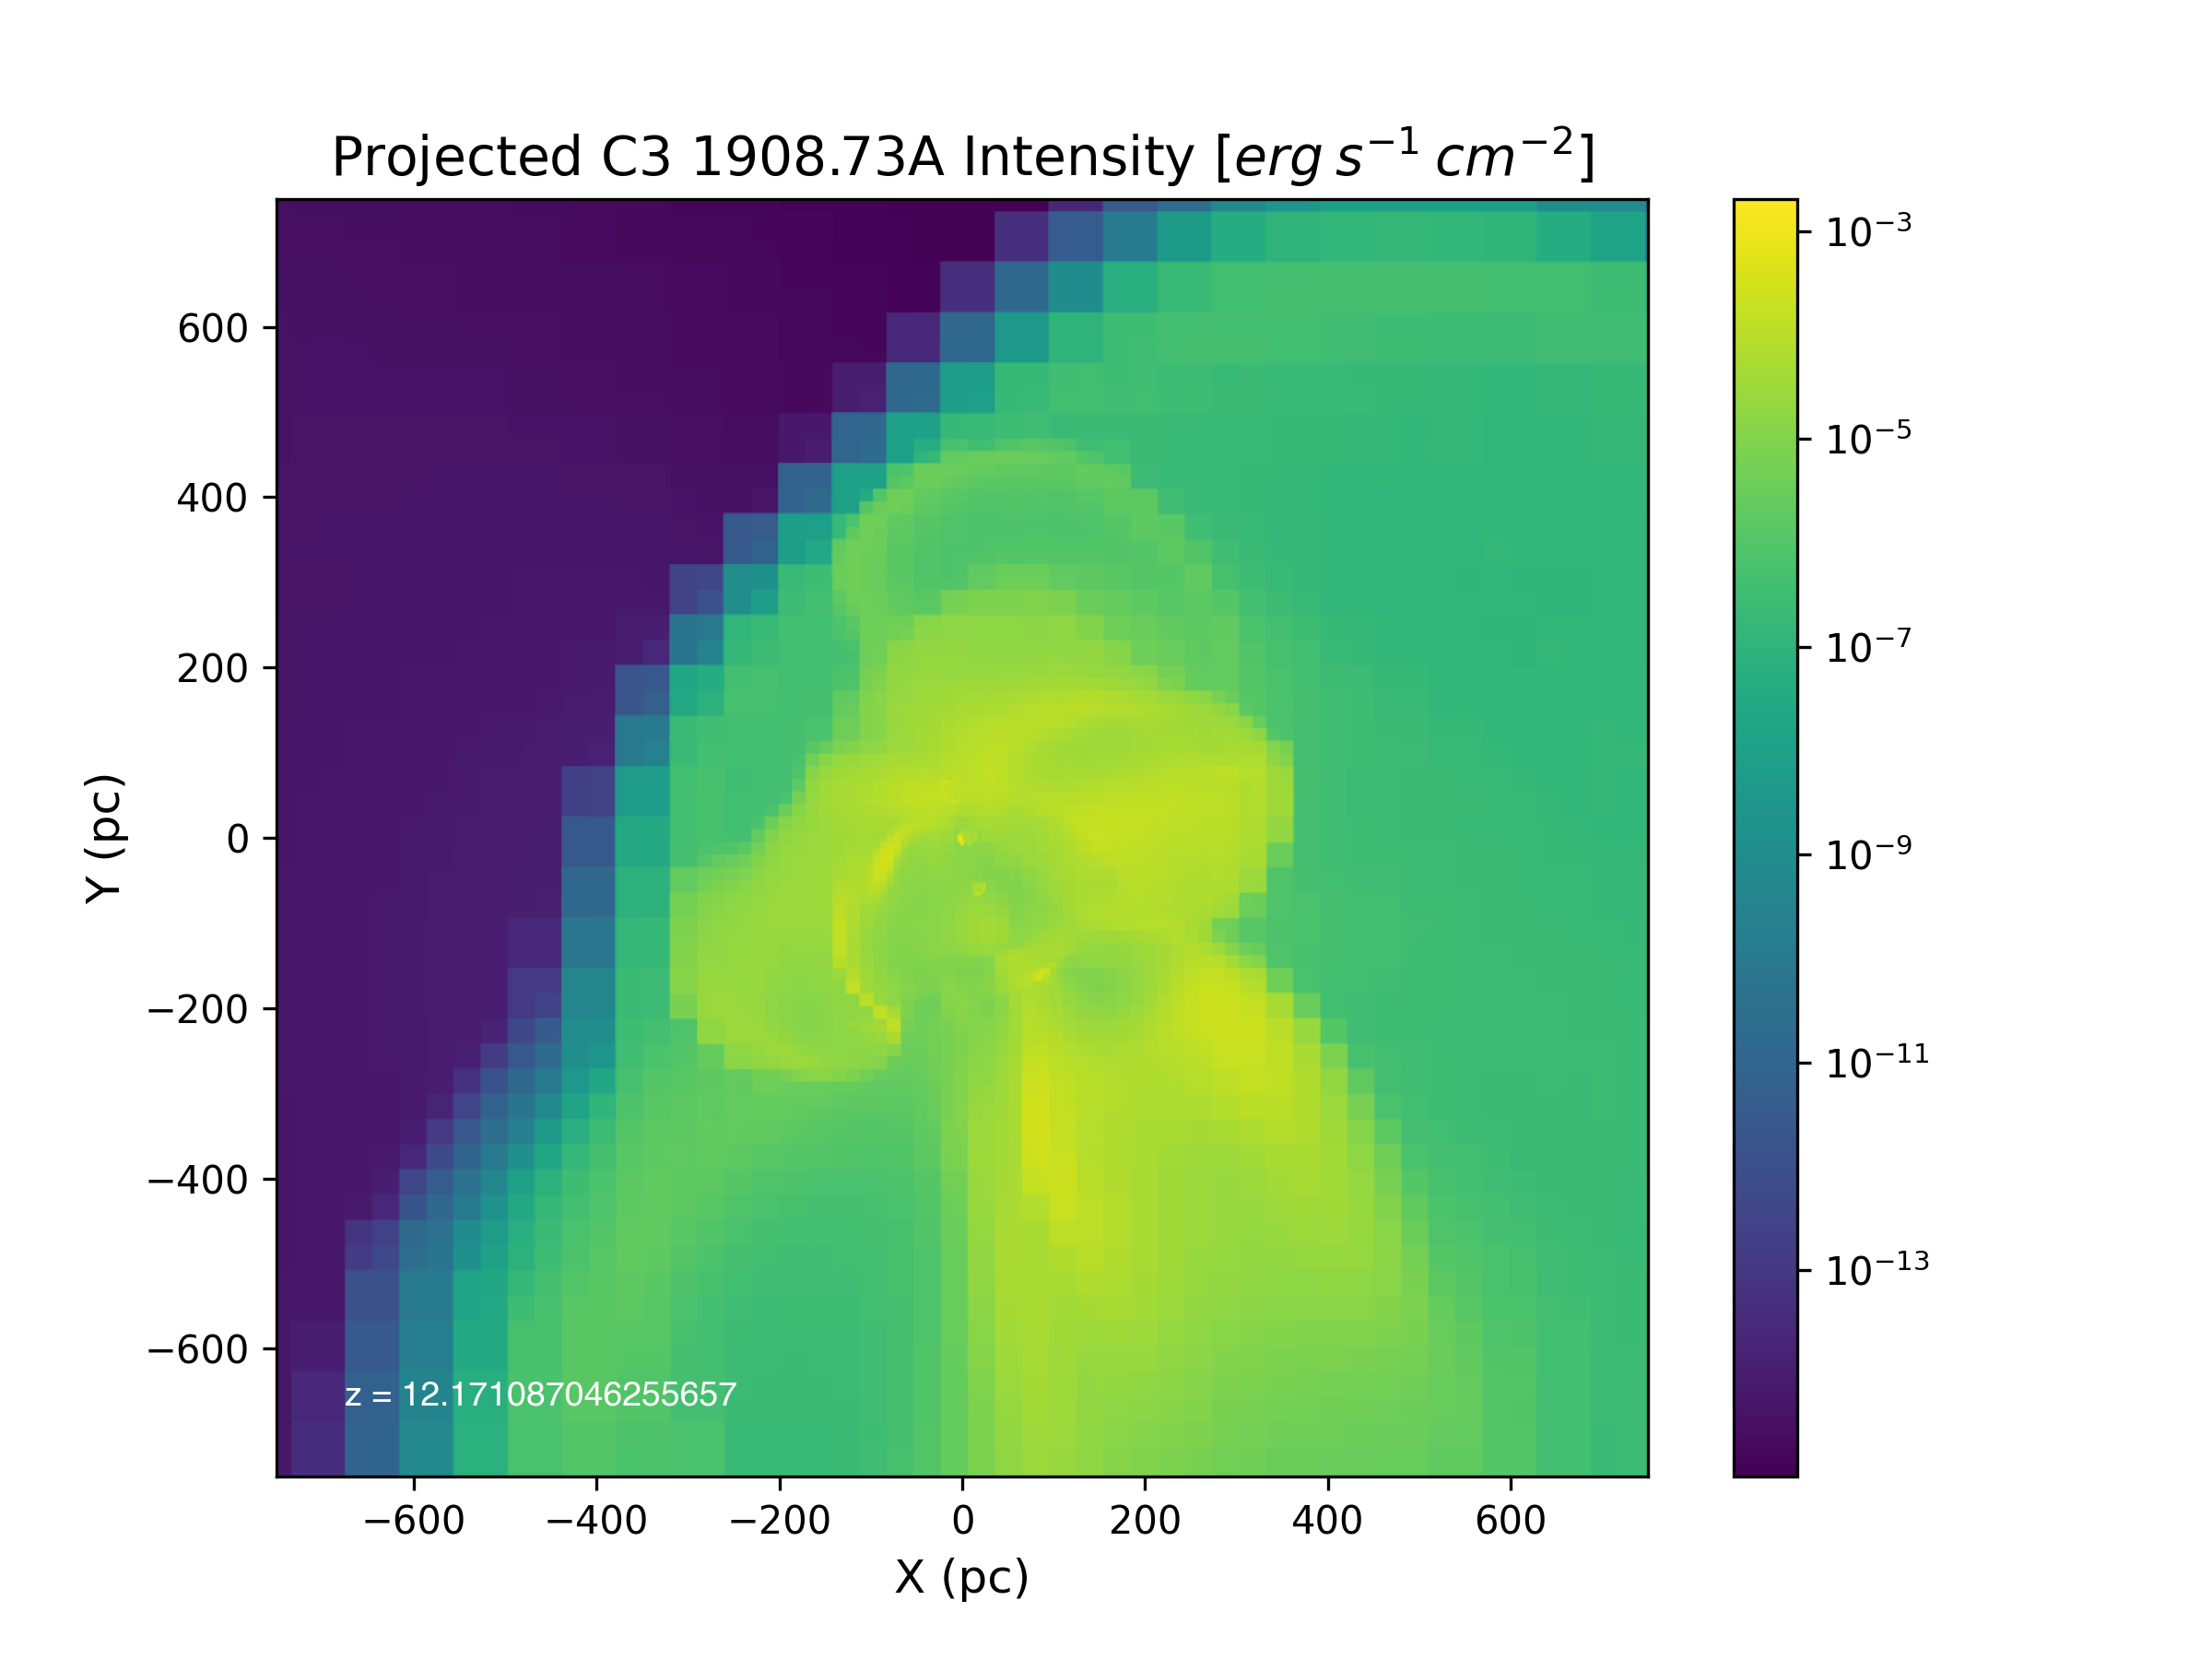 Projected C3 1908.73A Intensity [erg s⁻¹ cm⁻²]
600
400
200
0
−200
−400
−600
Y (pc)
z = 12.171087046255657
−600 −400 −200 0 200 400 600
X (pc)
10⁻³
10⁻⁵
10⁻⁷
10⁻⁹
10⁻¹¹
10⁻¹³